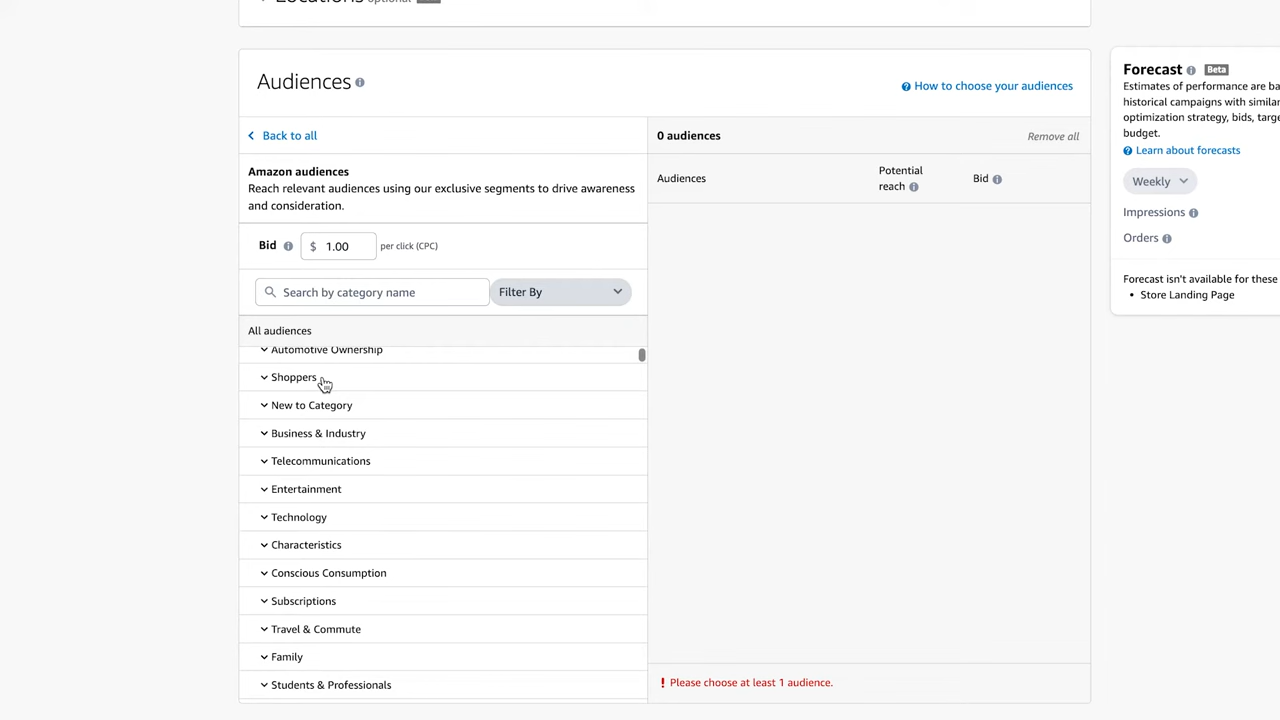 Locations optional
Audiences
How to choose your audiences
Back to all
0 audiences
Remove all
Amazon audiences
Reach relevant audiences using our exclusive segments to drive awareness
and consideration.
Audiences
Potential
reach
Bid
Bid
$ 1.00
per click (CPC)
Search by category name
Filter By
All audiences
Automotive Ownership
Shoppers
New to Category
Business & Industry
Telecommunications
Entertainment
Technology
Characteristics
Conscious Consumption
Subscriptions
Travel & Commute
Family
Students & Professionals
! Please choose at least 1 audience.
Forecast
Beta
Estimates of performance are ba
historical campaigns with similar
optimization strategy, bids, targe
budget.
Learn about forecasts
Weekly
Impressions
Orders
Forecast isn't available for these
• Store Landing Page